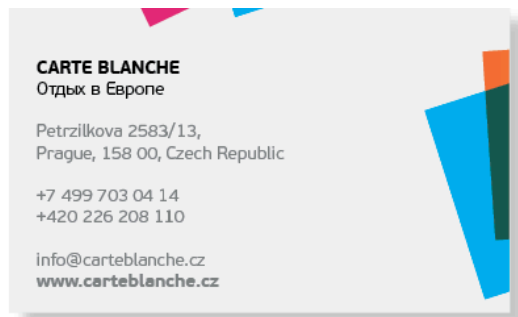 CARTE BLANCHE
Отдых в Европе
Petrzilkova 2583/13,
Prague, 158 00, Czech Republic
+7 499 703 04 14
+420 226 208 110
info@carteblanche.cz
www.carteblanche.cz